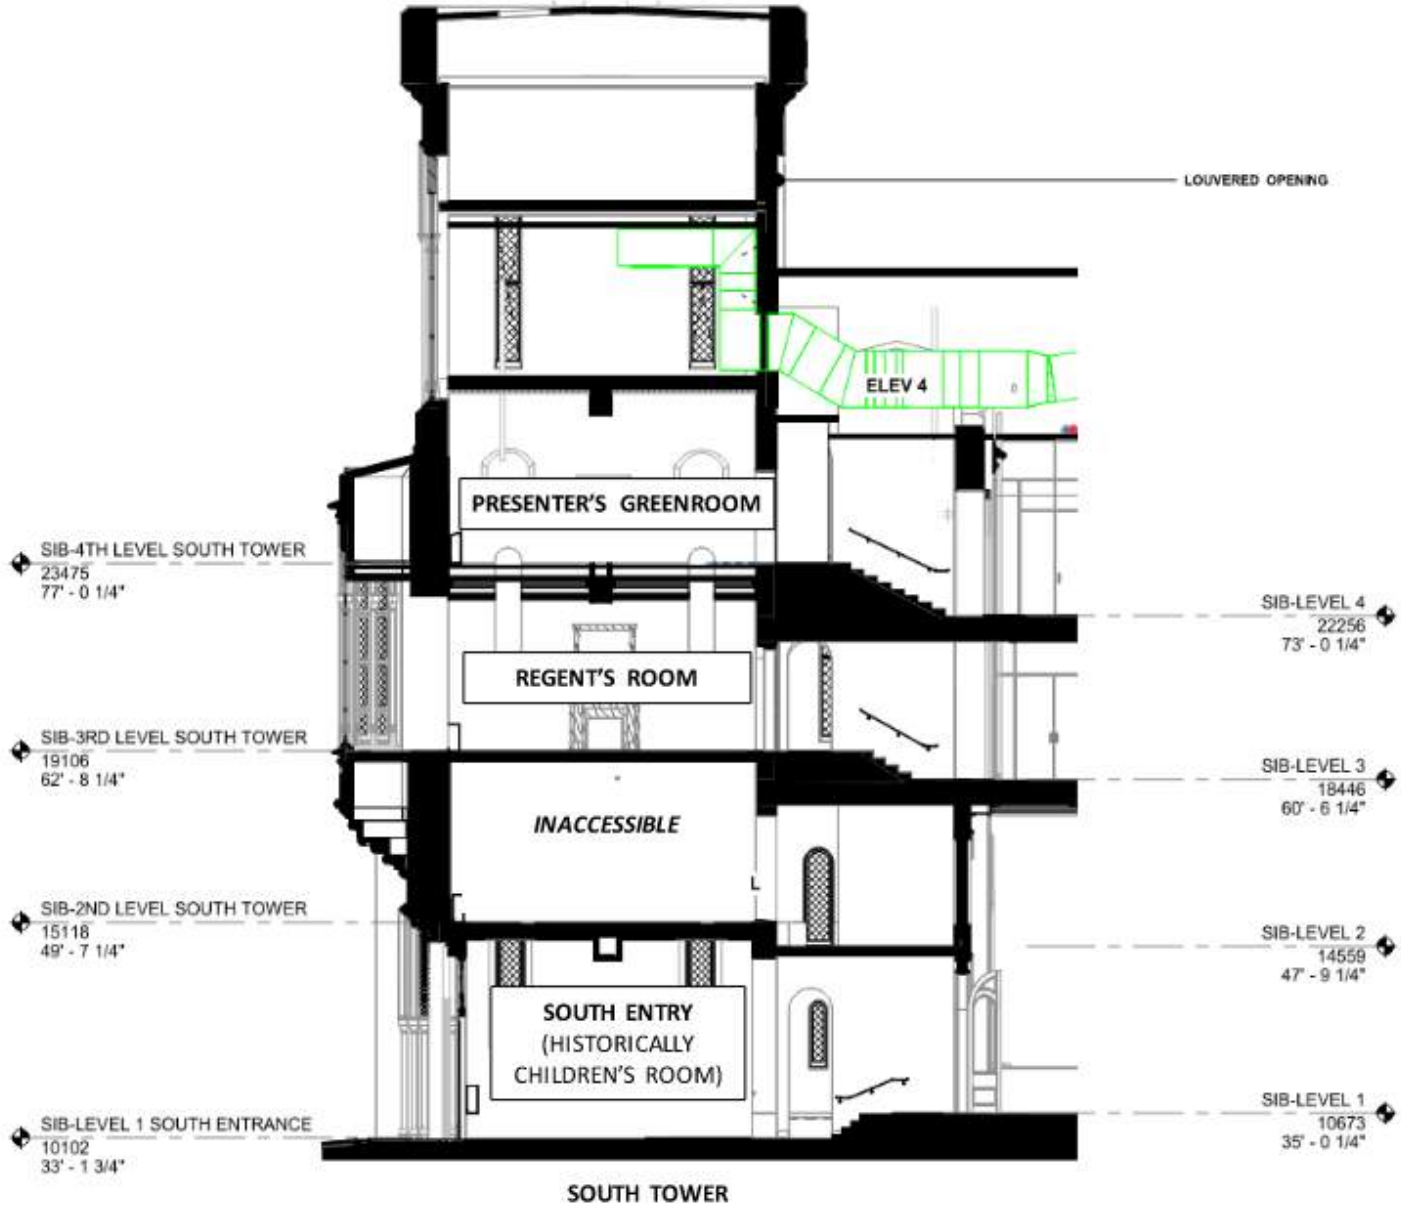 LOUVERED OPENING
ELEV 4
PRESENTER'S GREENROOM
SIB-4TH LEVEL SOUTH TOWER
23475
77' - 0 1/4"
SIB-LEVEL 4
22256
73' - 0 1/4"
REGENT'S ROOM
SIB-3RD LEVEL SOUTH TOWER
19106
62' - 8 1/4"
SIB-LEVEL 3
18446
60' - 6 1/4"
INACCESSIBLE
L
SIB-2ND LEVEL SOUTH TOWER
15118
49' - 7 1/4"
SIB-LEVEL 2
14559
47' - 9 1/4"
SOUTH ENTRY
(HISTORICALLY
CHILDREN'S ROOM)
SIB-LEVEL 1 SOUTH ENTRANCE
10102
33' - 1 3/4"
SIB-LEVEL 1
10673
35' - 0 1/4"
SOUTH TOWER